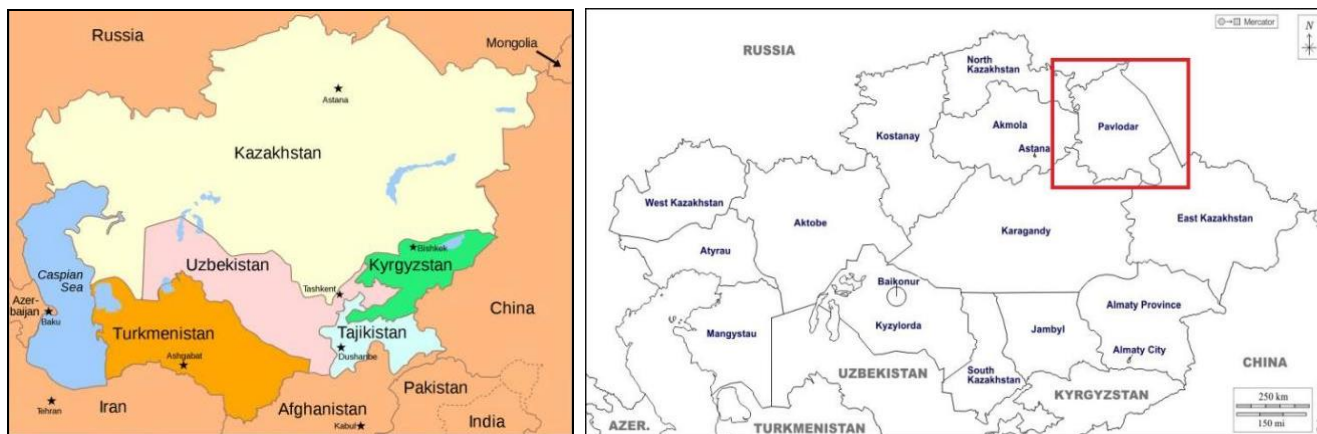 Russia
Mongolia
Astana
Kazakhstan
Caspian
Sea
Uzbekistan
Bishkek
Kyrgyzstan
Tashkent
Azer-
baijan
Baku
Turkmenistan
Ashgabat
Tajikistan
Dushanbe
China
Tehran
Iran
Afghanistan
Kabul
Pakistan
India
Mercator
N
RUSSIA
North
Kazakhstan
Pavlodar
Kostanay
Akmola
Astana
West Kazakhstan
Aktobe
East Kazakhstan
Karagandy
Atyrau
Baikonur
Almaty Province
Mangystau
Kyzylorda
Jambyl
Almaty City
UZBEKISTAN
South
Kazakhstan
CHINA
KYRGYZSTAN
250 km
150 mi
AZER.
TURKMENISTAN